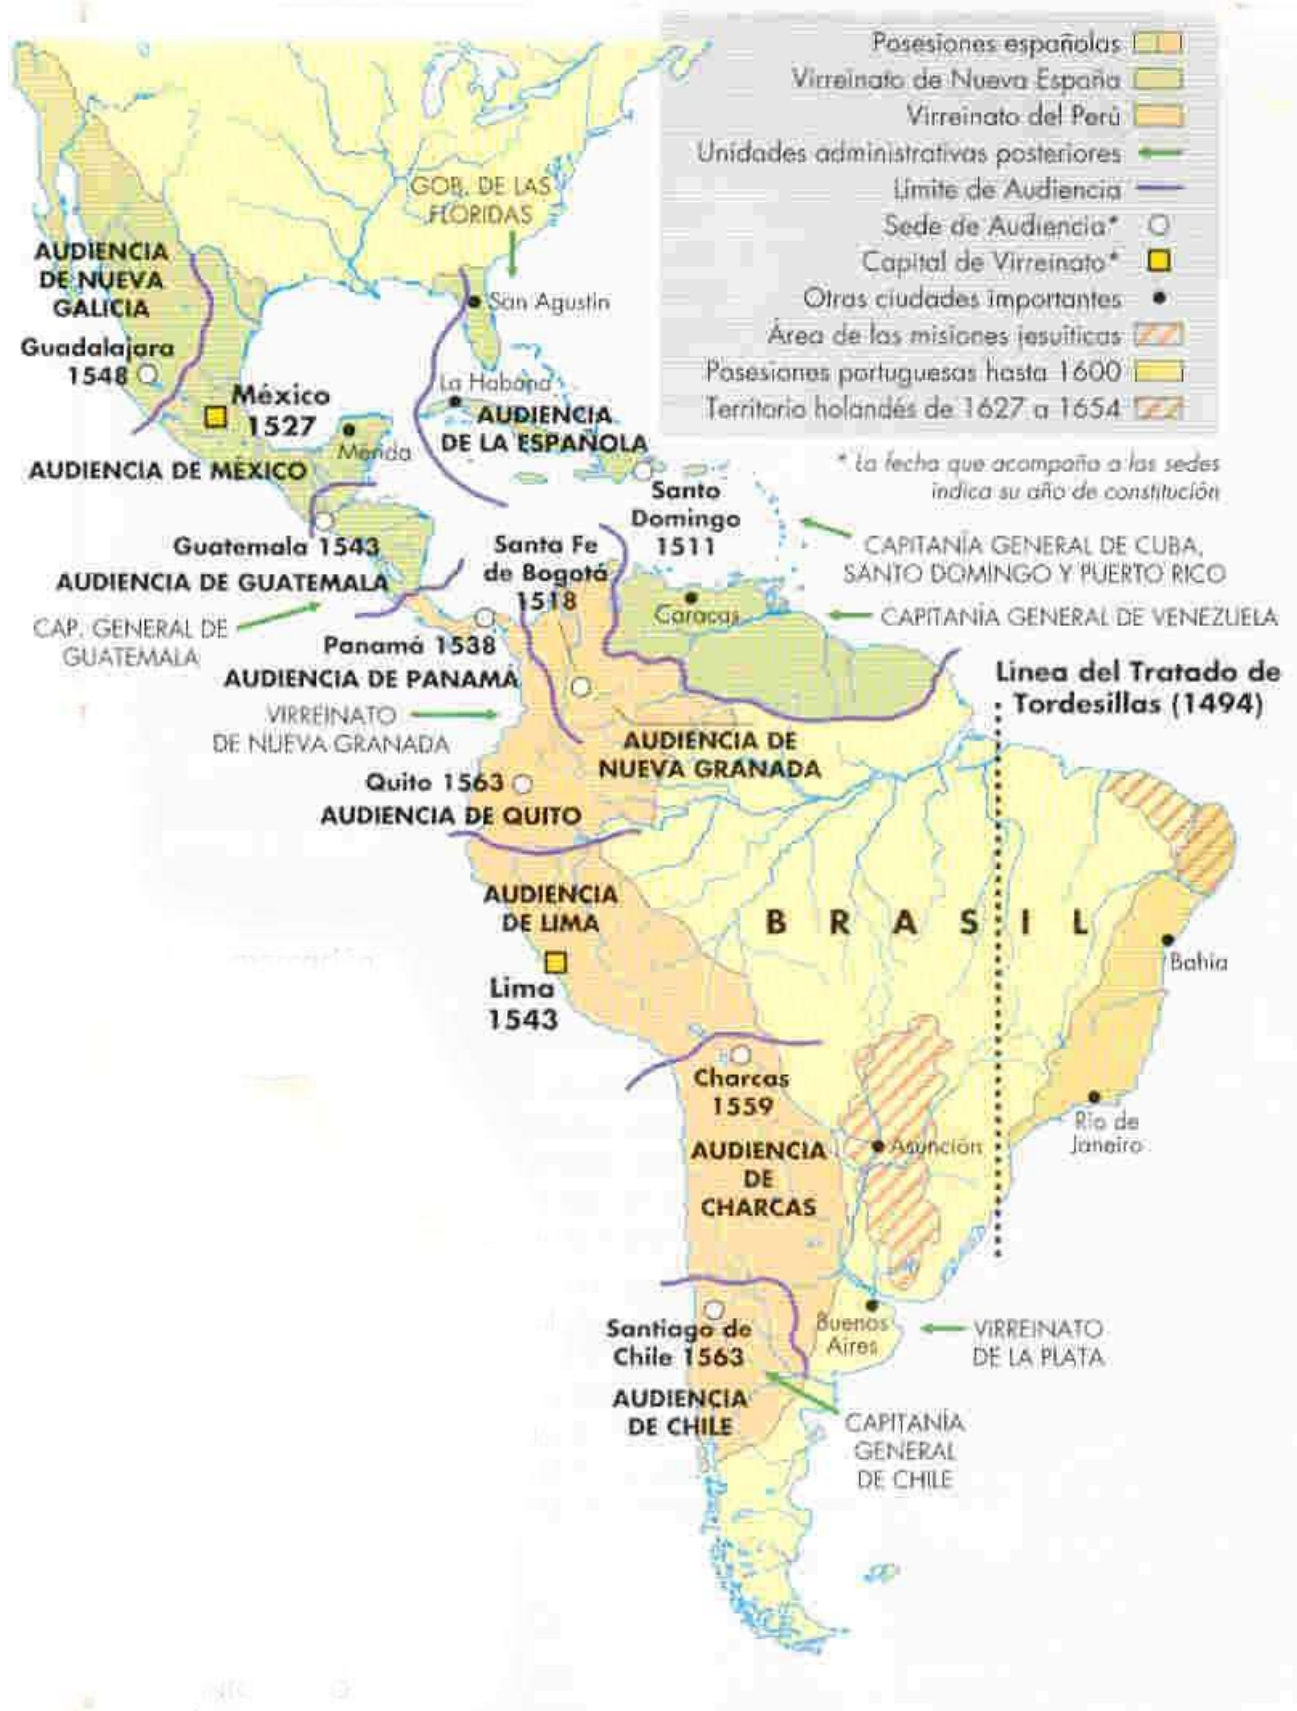 Posesiones españolas
Virreinato de Nueva España
Virreinato del Perú
Unidades administrativas posteriores
Límite de Audiencia
Sede de Audiencia*
Capital de Virreinato*
Otras ciudades importantes
Área de las misiones jesuíticas
Posesiones portuguesas hasta 1600
Territorio holandés de 1627 a 1654
* La fecha que acompaña a las sedes
indica su año de constitución
GOB. DE LAS
FLORIDAS
San Agustín
AUDIENCIA
DE NUEVA
GALICIA
Guadalajara
1548
México
1527
Mérida
La Habana
AUDIENCIA
DE LA ESPAÑOLA
AUDIENCIA DE MÉXICO
Santo
Domingo
1511
Guatemala 1543
AUDIENCIA DE GUATEMALA
CAP. GENERAL DE
GUATEMALA
Santa Fe
de Bogotá
1518
CAPITANÍA GENERAL DE CUBA,
SANTO DOMINGO Y PUERTO RICO
Caracas
CAPITANÍA GENERAL DE VENEZUELA
Panamá 1538
AUDIENCIA DE PANAMÁ
VIRREINATO
DE NUEVA GRANADA
Linea del Tratado de
Tordesillas (1494)
AUDIENCIA DE
NUEVA GRANADA
Quito 1563
AUDIENCIA DE QUITO
AUDIENCIA
DE LIMA
Lima
1543
BRASIL
Bahía
Charcas
1559
AUDIENCIA
DE
CHARCAS
Asunción
Río de
Janeiro
Santiago de
Chile 1563
AUDIENCIA
DE CHILE
Buenos
Aires
VIRREINATO
DE LA PLATA
CAPITANÍA
GENERAL
DE CHILE